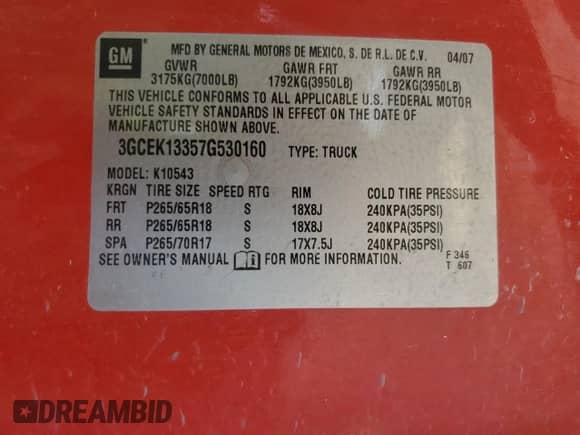 GM
MFD BY GENERAL MOTORS DE MEXICO, S. DE R.L. DE C.V. 04/07
GVWR GAWR FRT GAWR RR
3175KG(7000LB) 1792KG(3950LB) 1792KG(3950LB)
THIS VEHICLE CONFORMS TO ALL APPLICABLE U.S. FEDERAL MOTOR
VEHICLE SAFETY STANDARDS IN EFFECT ON THE DATE OF
MANUFACTURE SHOWN ABOVE.
3GCEK13357G530160 TYPE: TRUCK
MODEL: K10543
KRGN TIRE SIZE SPEED RTG RIM COLD TIRE PRESSURE
FRT P265/65R18 S 18X8J 240KPA(35PSI)
RR P265/65R18 S 18X8J 240KPA(35PSI)
SPA P265/70R17 S 17X7.5J 240KPA(35PSI)
SEE OWNER'S MANUAL FOR MORE INFORMATION.
F 346
T 607
DREAMBID